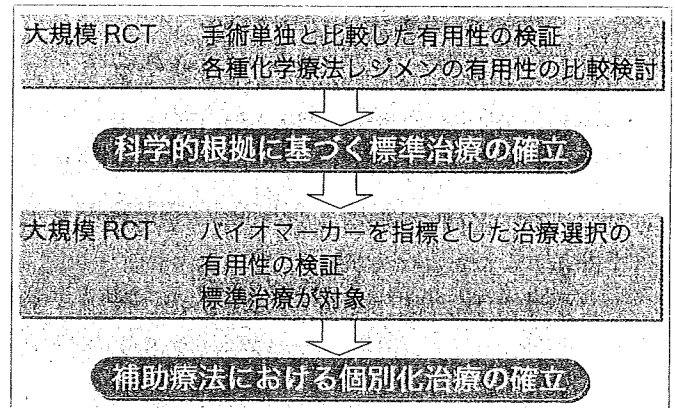 大規模 RCT 手術単独と比較した有用性の検証
各種化学療法レジメンの有用性の比較検討
科学的根拠に基づく標準治療の確立
大規模 RCT バイオマーカーを指標とした治療選択の
有用性の検証
標準治療が対象
補助療法における個別化治療の確立